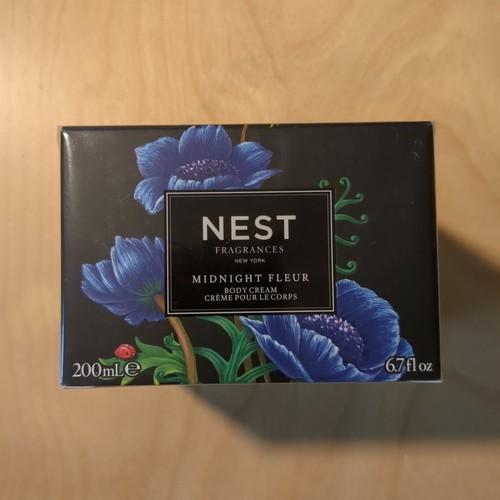 NEST
FRAGRANCES
NEW YORK
MIDNIGHT FLEUR
BODY CREAM
CRÈME POUR LE CORPS
200mL℮ 6.7 fl oz